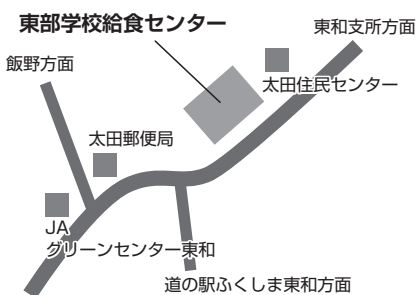 東部学校給食センター
東和支所方面
飯野方面
太田住民センター
太田郵便局
JA
グリーンセンター東和
道の駅ふくしま東和方面